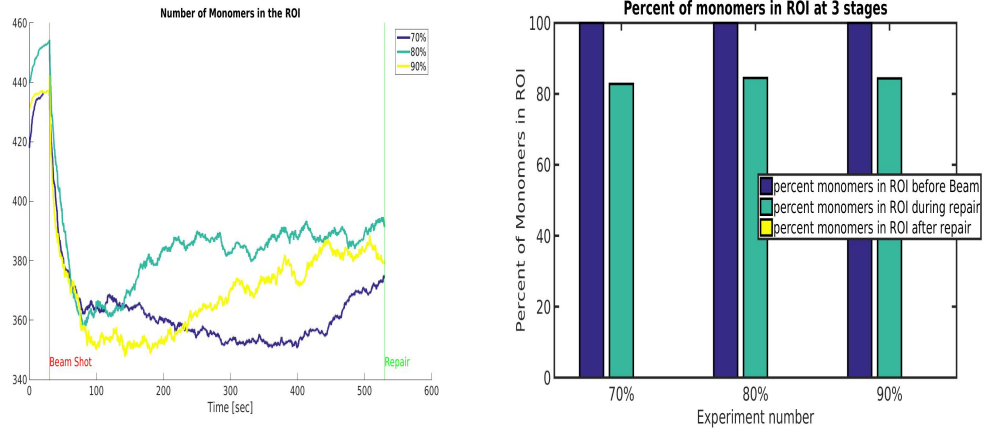 Number of Monomers in the ROI
460
440
420
400
380
360
340
70%
80%
90%
Beam Shot
Repair
0 100 200 300 400 500 600
Time [sec]
Percent of monomers in ROI at 3 stages
Percent of Monomers in ROI
100
80
60
40
20
0
percent monomers in ROI before Beam
percent monomers in ROI during repair
percent monomers in ROI after repair
70% 80% 90%
Experiment number